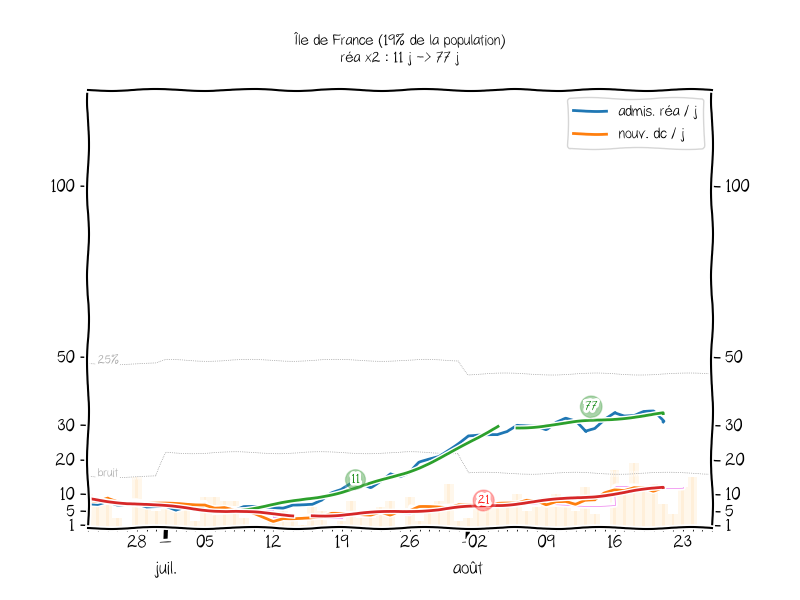 Île de France (19% de la population)
réa x2 : 11 j -> 77 j
admis. réa / j
nouv. dc / j
100
100
50
50
25%
77
30
30
20
20
bruit
11
10
10
21
5
5
1
1
28 05 12 19 26 02 09 16 23
juil. août